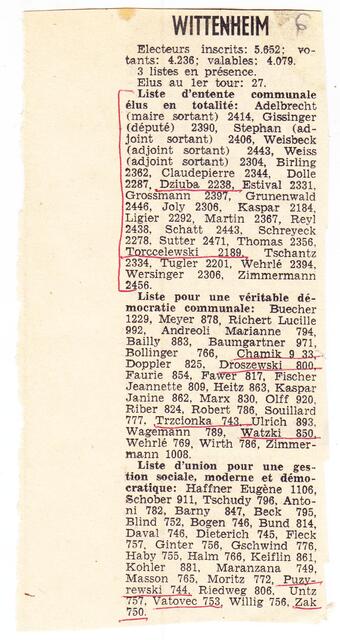 WITTENHEIM 6
Electeurs inscrits: 5.652; vo-
tants: 4.236; valables: 4.079.
3 listes en présence.
Elus au 1er tour: 27.
Liste d'entente communale
élus en totalité: Adelbrecht
(maire sortant) 2414, Gissinger
(député) 2390, Stephan (ad-
joint sortant) 2406, Weisbeck
(adjoint sortant) 2443, Weiss
(adjoint sortant) 2304, Birling
2362, Claudepierre 2344, Dolle
2287, Dziuba 2238, Estival 2331,
Grossmann 2397, Grunenwald
2446, Joly 2306, Kaspar 2184,
Ligier 2292, Martin 2367, Reyl
2438, Schatt 2443, Schreyeck
2278, Sutter 2471, Thomas 2356,
Torccelewski 2189, Tschantz
2334, Tugler 2201, Wehrlé 2394,
Wersinger 2306, Zimmermann
2456.
Liste pour une véritable dé-
mocratie communale: Buecher
1229, Meyer 878, Richert Lucille
992, Andreoli Marianne 794,
Bailly 883, Baumgartner 971,
Bollinger 766, Chamik 9 33,
Doppler 825, Droszewski 800,
Faurie 854, Fawer 817, Fischer
Jeannette 809, Heitz 863, Kaspar
Janine 862, Marx 830, Olff 920,
Riber 824, Robert 786, Souillard
777, Trzcionka 743, Ulrich 893,
Wagemann 789, Watzki 850,
Wehrlé 769, Wirth 786, Zimmer-
mann 1008.
Liste d'union pour une ges-
tion sociale, moderne et démo-
cratique: Haffner Eugène 1106,
Schober 911, Tschudy 796, Anto-
ni 782, Barny 847, Beck 795,
Blind 752, Bogen 746, Bund 814,
Daval 746, Dieterich 745, Fleck
757, Ginter 756, Gschwind 776,
Haby 755, Halm 766, Keiflin 861,
Kohler 881, Maranzana 749,
Masson 765, Moritz 772, Puzy-
rewski 744, Riedweg 806, Untz
757, Vatovec 753, Willig 756, Zak
750.